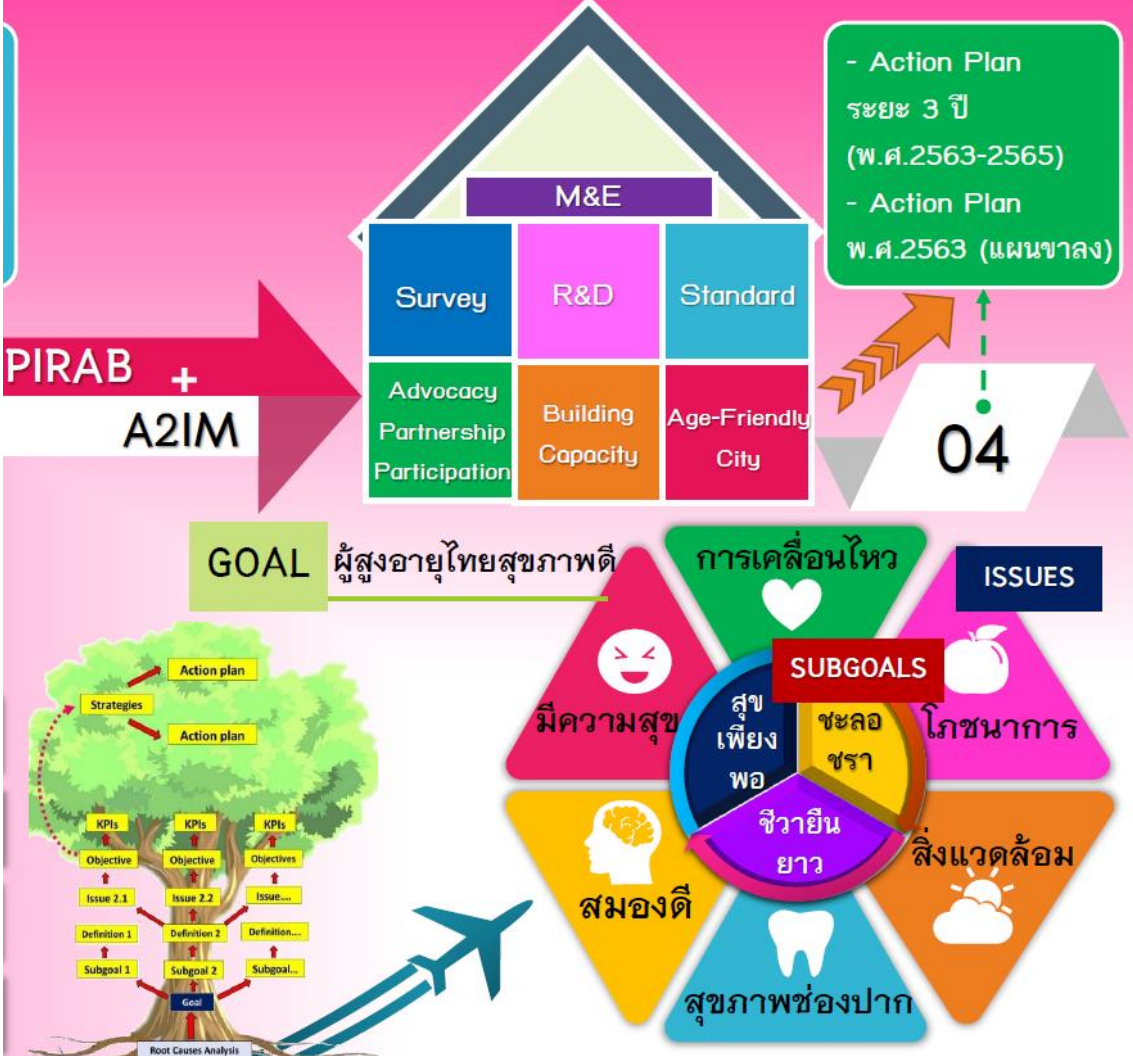 - Action Plan
ระยะ 3 ปี
(พ.ศ.2563-2565)
- Action Plan
พ.ศ.2563 (แผนขาลง)
M&E
Survey
R&D
Standard
Advocacy
Partnership
Participation
Building
Capacity
Age-Friendly
City
PIRAB +
A2IM
04
GOAL
ผู้สูงอายุไทยสุขภาพดี
ISSUES
SUBGOALS
การเคลื่อนไหว
โภชนาการ
สิ่งแวดล้อม
สุขภาพช่องปาก
สมองดี
มีความสุข
สุข
เพียง
พอ
ชะลอ
ชรา
ชีวายืน
ยาว
Action plan
Strategies
Action plan
KPIs
KPIs
KPIs
Objective
Objective
Objectives
Issue 2.1
Issue 2.2
Issue....
Definition 1
Definition 2
Definition....
Subgoal 1
Subgoal 2
Subgoal...
Goal
Root Causes Analysis